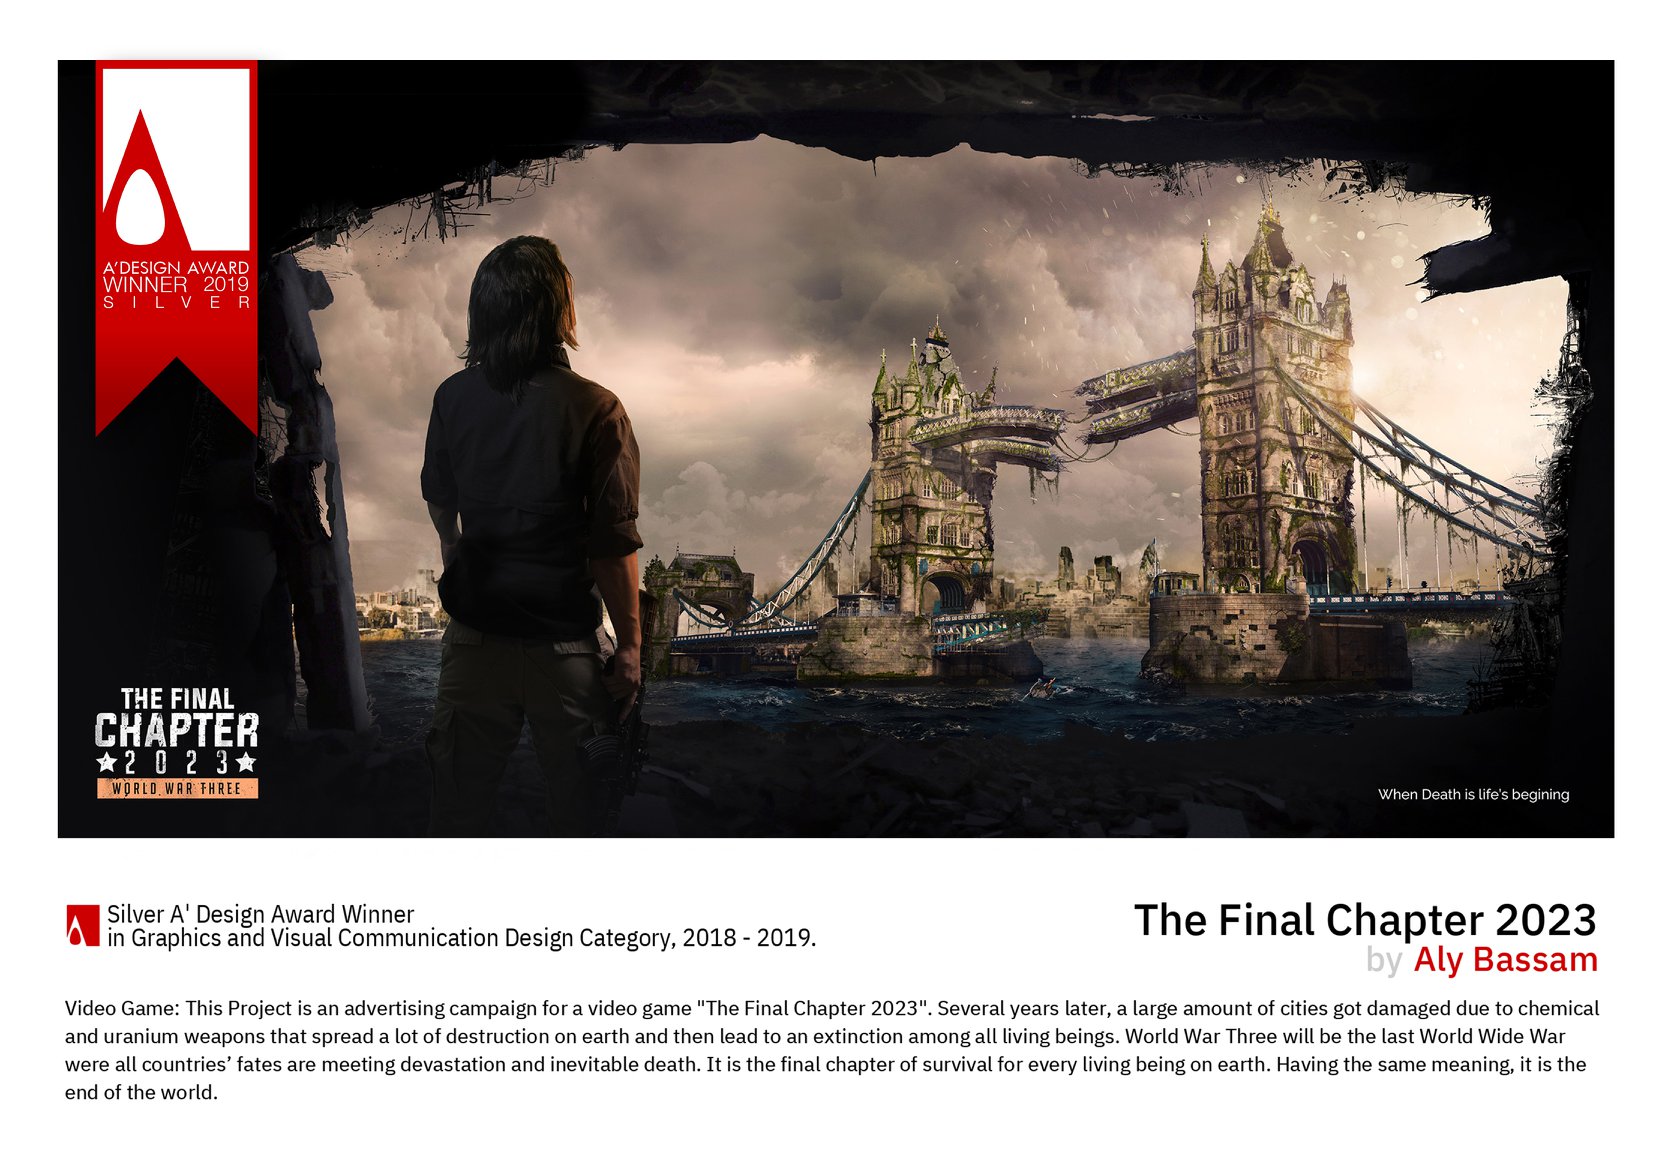 A'DESIGN AWARD
WINNER 2019
SILVER
THE FINAL
CHAPTER
2023
WORLD WAR THREE
When Death is life's begining
Silver A' Design Award Winner
in Graphics and Visual Communication Design Category, 2018 - 2019.
The Final Chapter 2023
by Aly Bassam
Video Game: This Project is an advertising campaign for a video game "The Final Chapter 2023". Several years later, a large amount of cities got damaged due to chemical
and uranium weapons that spread a lot of destruction on earth and then lead to an extinction among all living beings. World War Three will be the last World Wide War
were all countries’ fates are meeting devastation and inevitable death. It is the final chapter of survival for every living being on earth. Having the same meaning, it is the
end of the world.